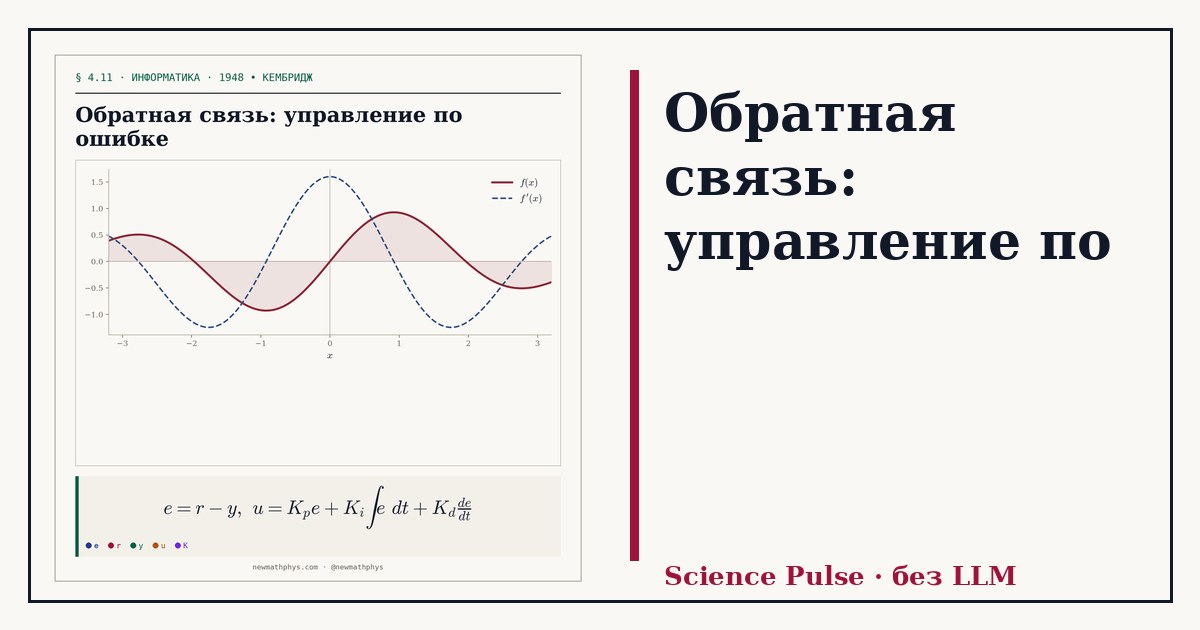 § 4.11 · ИНФОРМАТИКА · 1948 • КЕМБРИДЖ
Обратная связь: управление по
ошибке
f(x)
f′(x)
1.5
1.0
0.5
0.0
−0.5
−1.0
−3 −2 −1 0 1 2 3
x
e = r − y, u = K_p e + K_i ∫ e dt + K_d de/dt
e r y u K
newmathphys.com · @newmathphys
Обратная
связь:
управление по
Science Pulse · без LLM